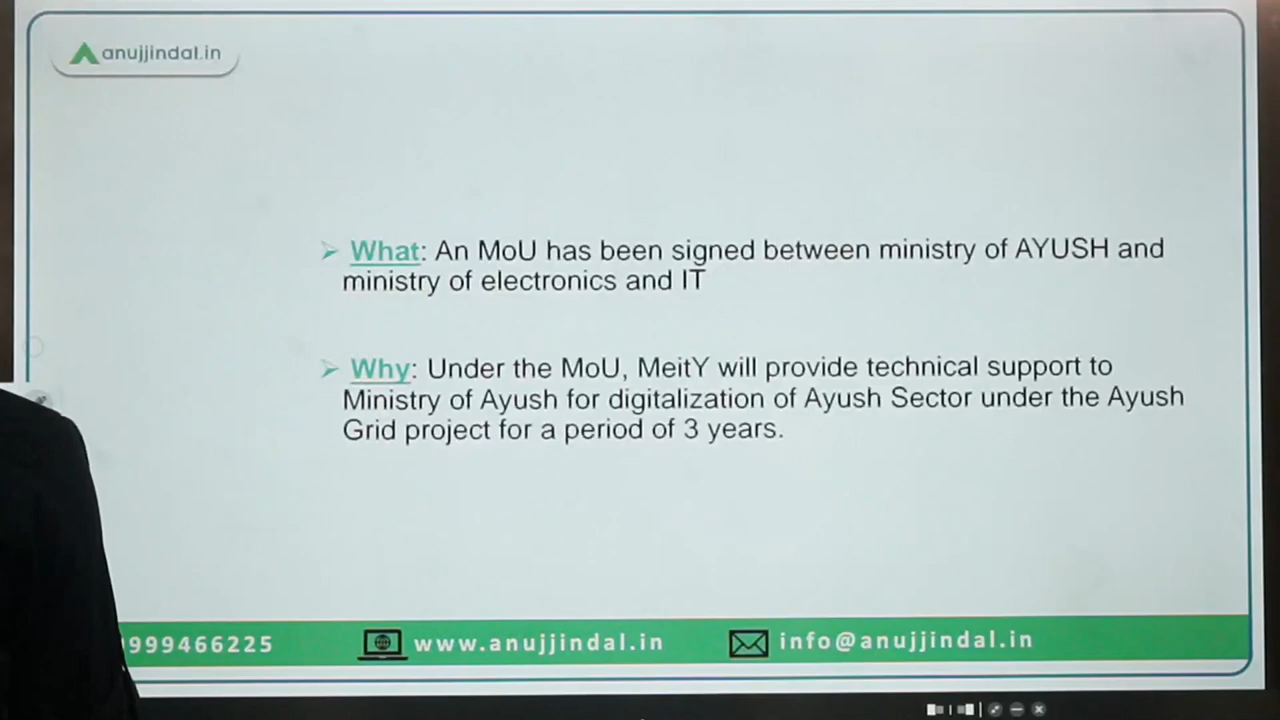 anujjindal.in
➢ What: An MoU has been signed between ministry of AYUSH and
ministry of electronics and IT
➢ Why: Under the MoU, MeitY will provide technical support to
Ministry of Ayush for digitalization of Ayush Sector under the Ayush
Grid project for a period of 3 years.
999466225 www.anujjindal.in info@anujjindal.in